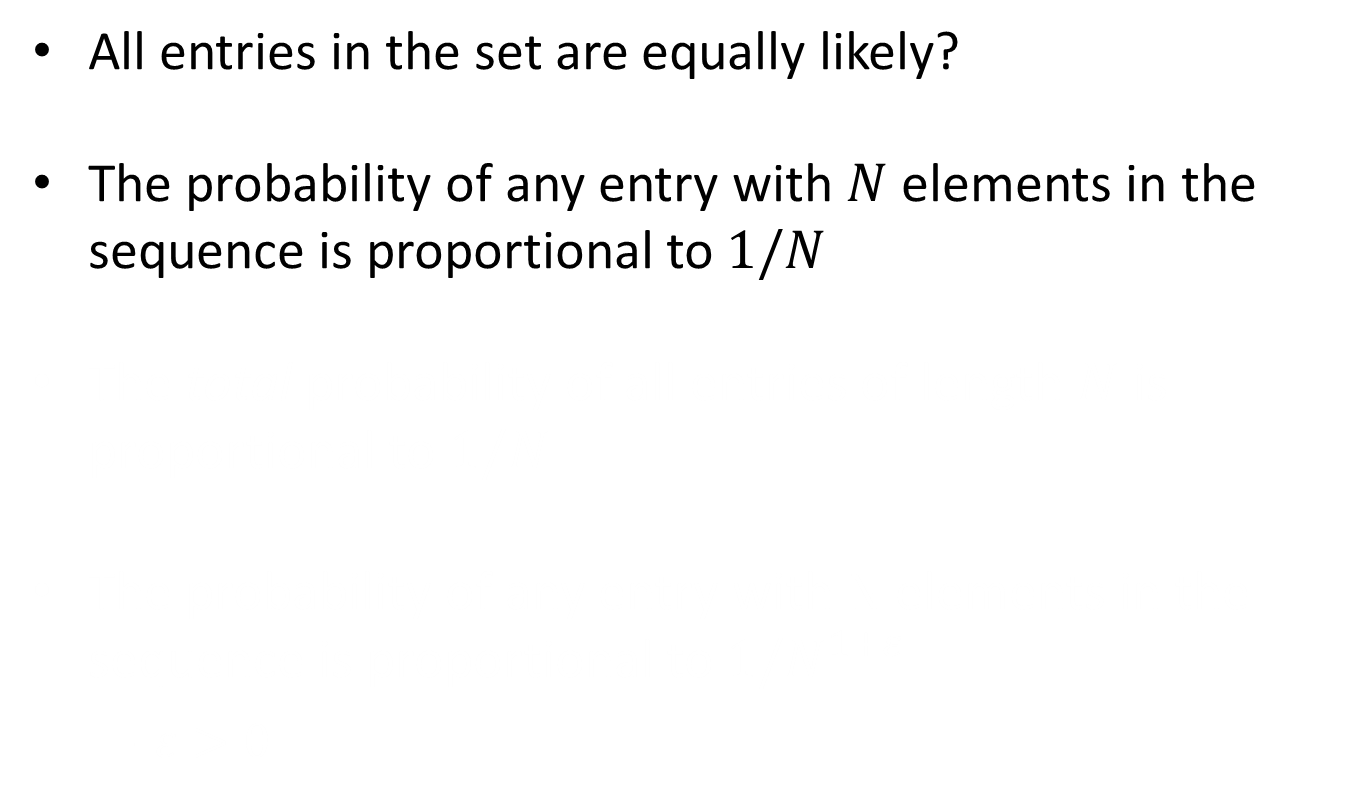 • All entries in the set are equally likely?
• The probability of any entry with N elements in the
sequence is proportional to 1/N